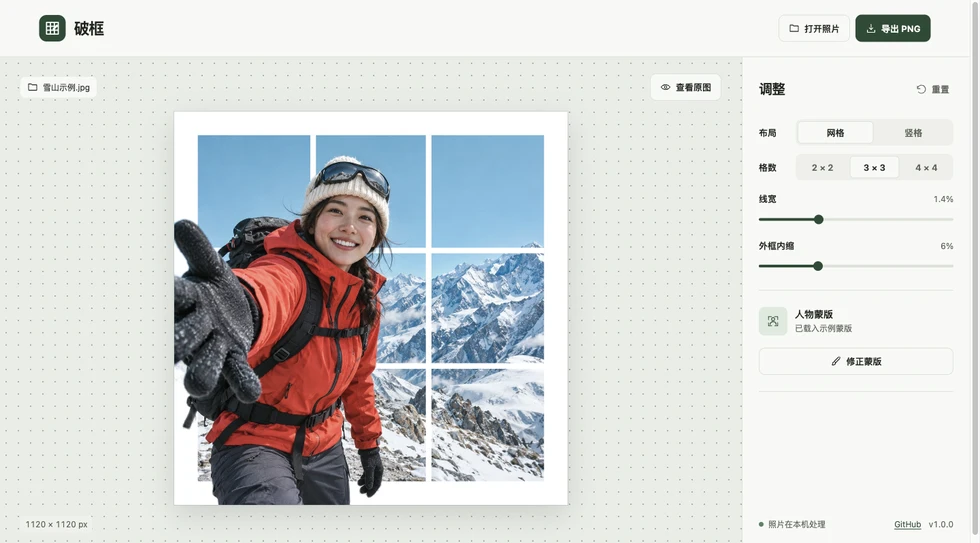 破框
打开照片
导出 PNG
雪山示例.jpg
查看原图
调整
重置
布局
网格
竖格
格数
2 × 2
3 × 3
4 × 4
线宽
1.4%
外框内缩
6%
人物蒙版
已载入示例蒙版
修正蒙版
1120 × 1120 px
照片在本机处理
GitHub
v1.0.0